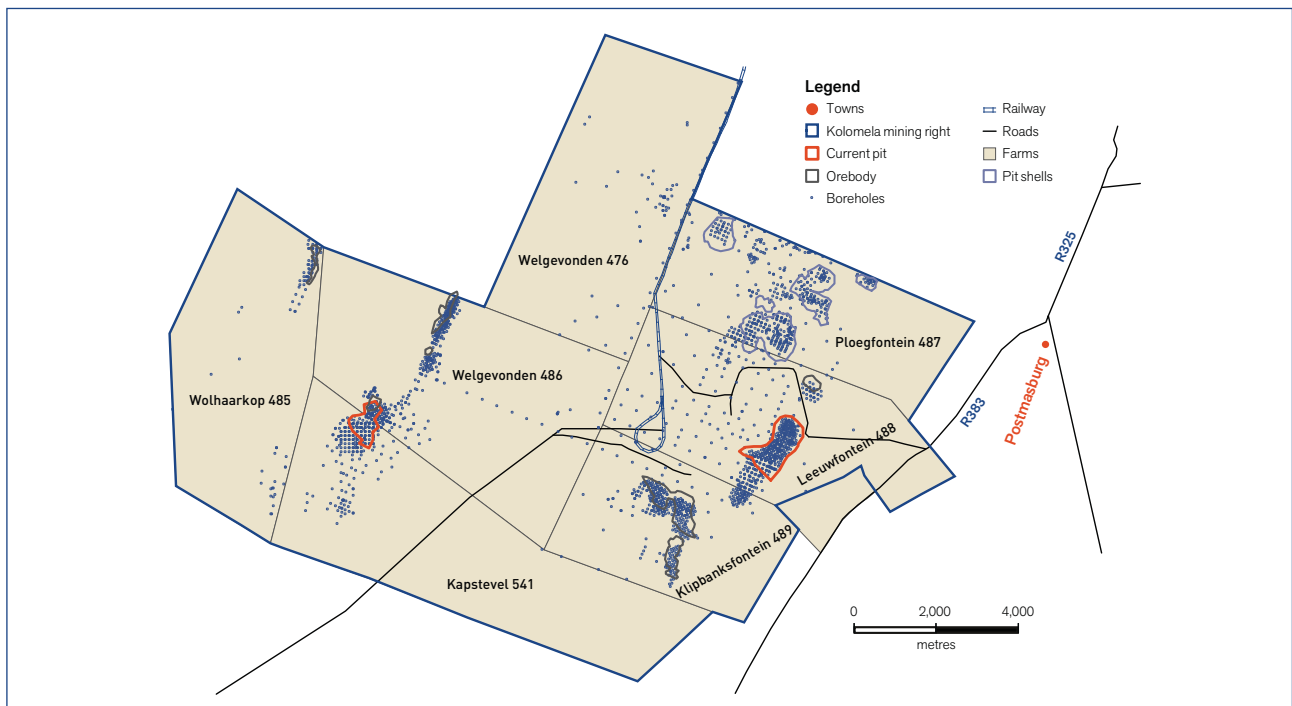 Legend
Towns
Kolomela mining right
Current pit
Orebody
Boreholes
Railway
Roads
Farms
Pit shells
R325
Welgevonden 476
Ploegfontein 487
Postmasburg
R383
Welgevonden 486
Wolhaarkop 485
Leeuwfontein 488
Klipbanksfontein 489
Kapstevel 541
0 2,000 4,000
metres